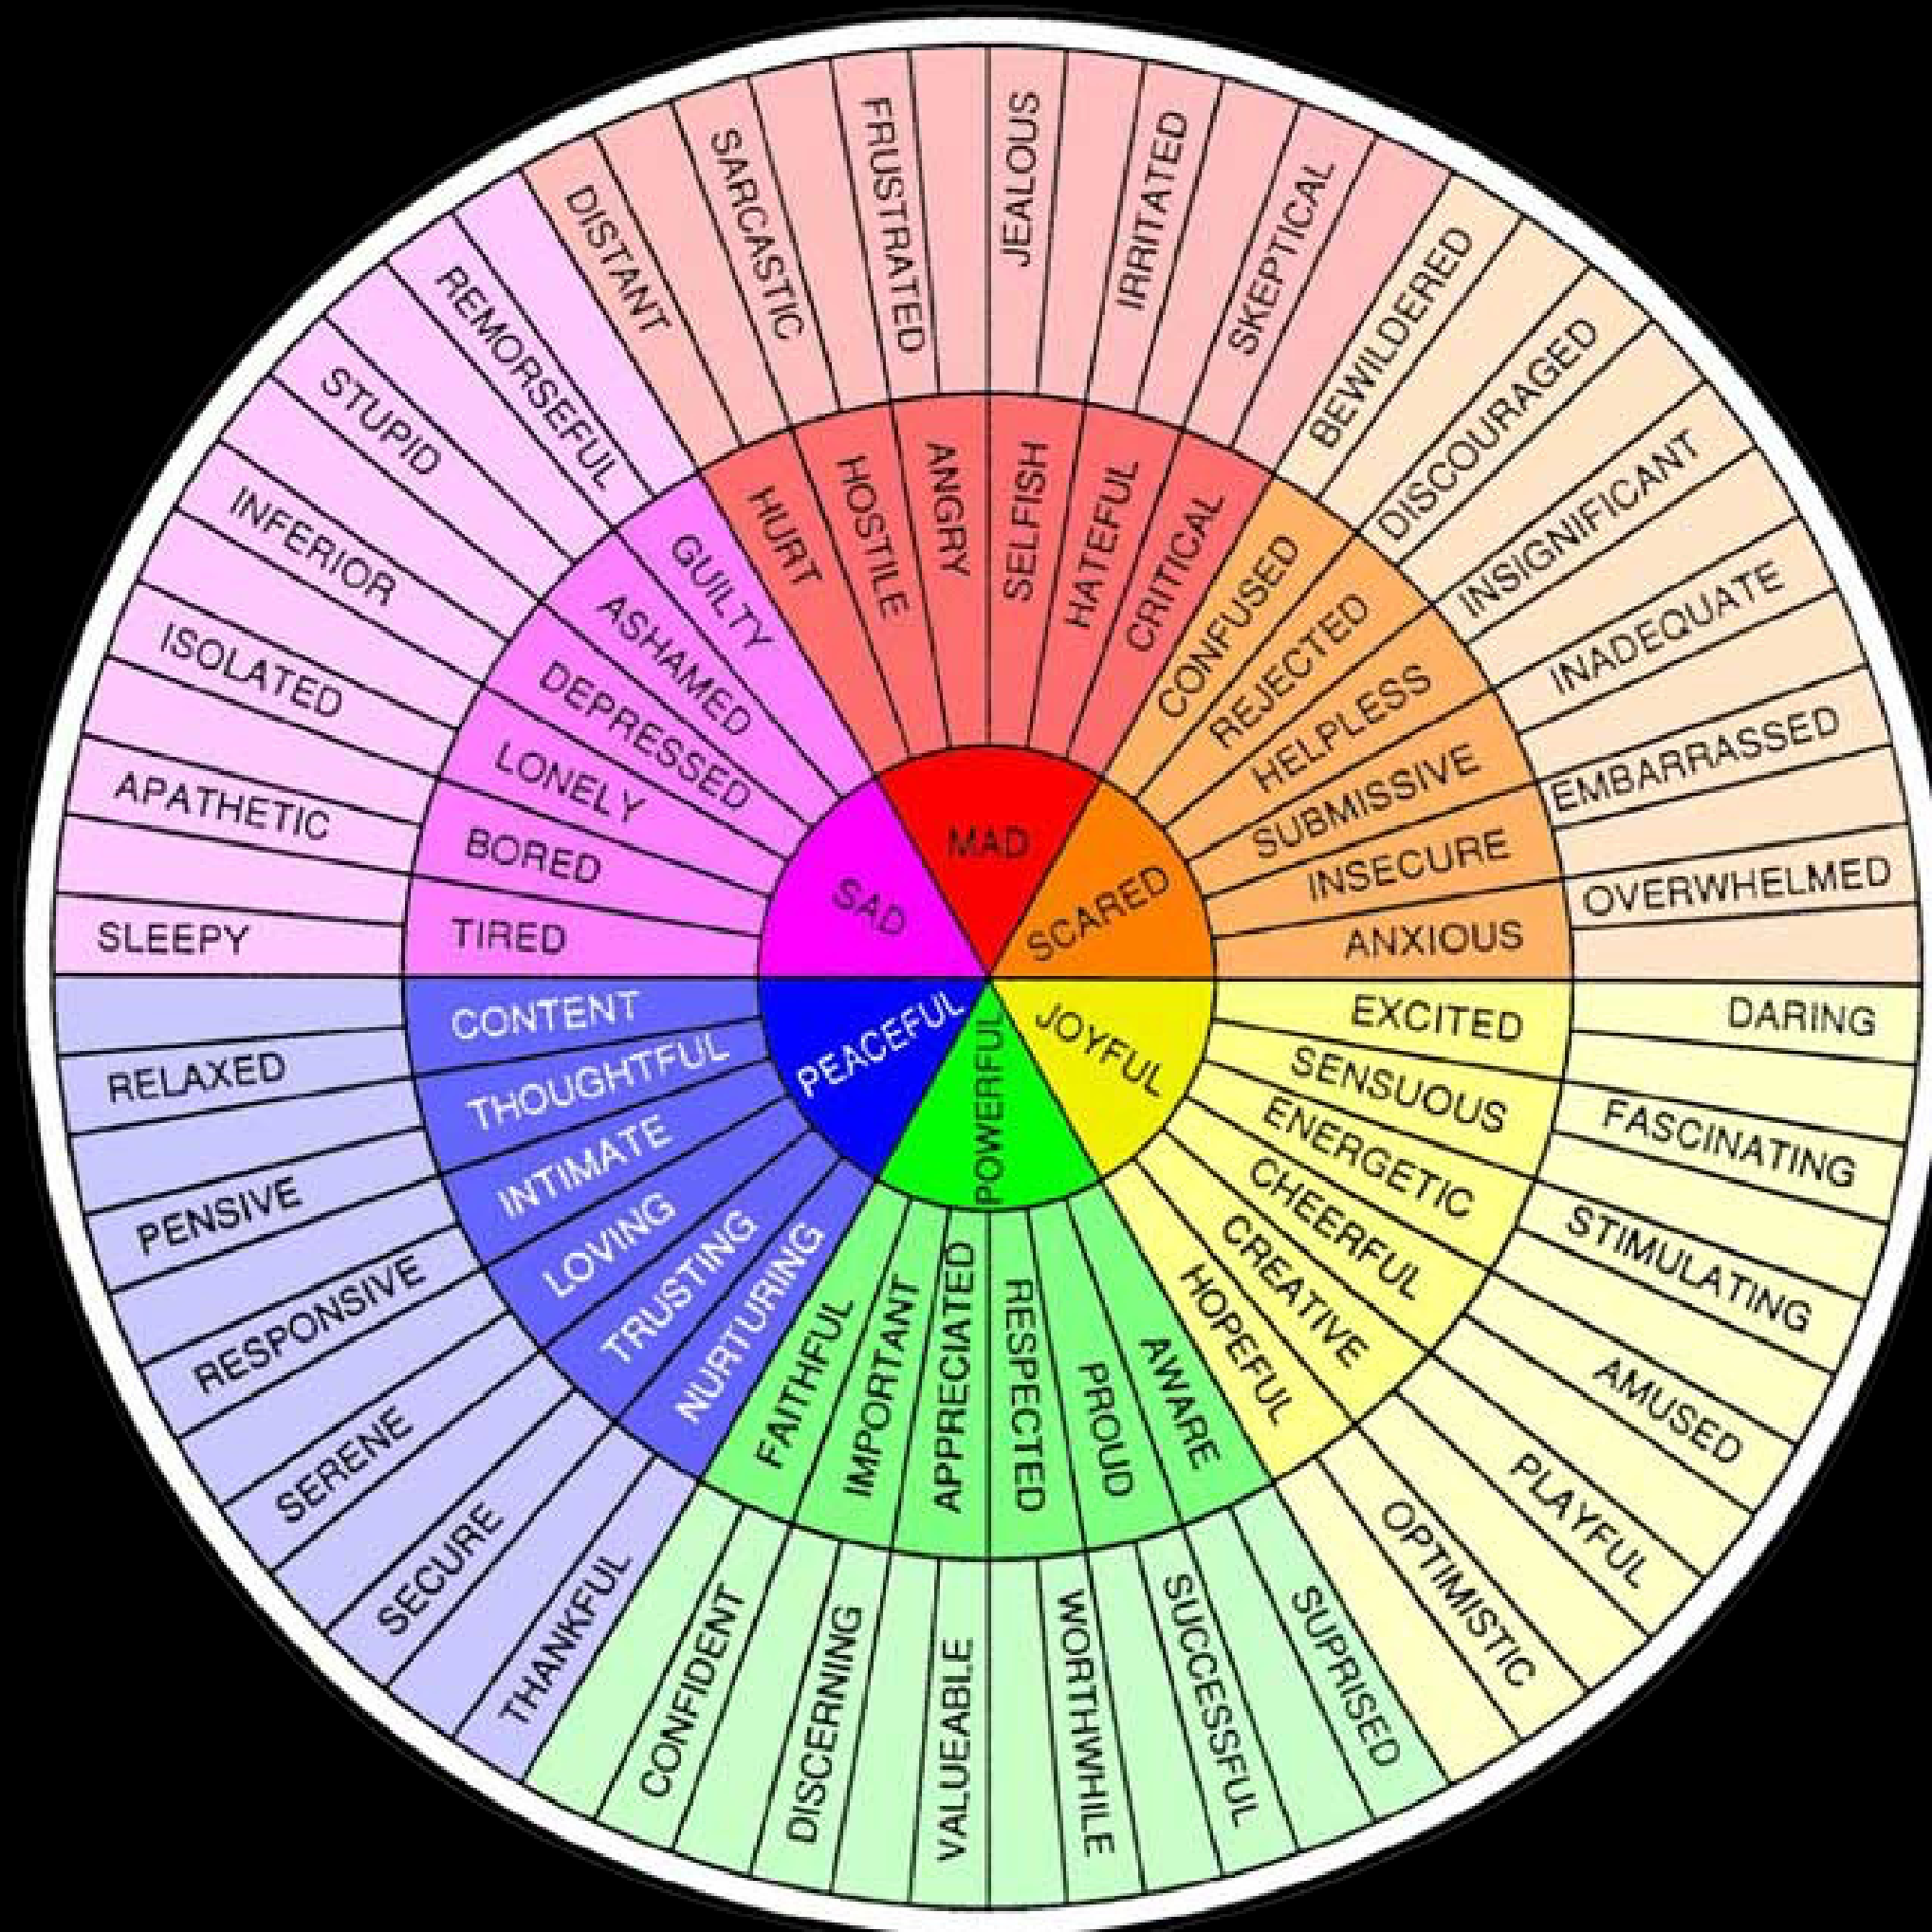 MAD
SCARED
JOYFUL
POWERFUL
PEACEFUL
SAD
HURT
HOSTILE
ANGRY
SELFISH
HATEFUL
CRITICAL
CONFUSED
REJECTED
HELPLESS
SUBMISSIVE
INSECURE
ANXIOUS
EXCITED
SENSUOUS
ENERGETIC
CHEERFUL
CREATIVE
HOPEFUL
AWARE
PROUD
RESPECTED
APPRECIATED
IMPORTANT
FAITHFUL
NURTURING
TRUSTING
LOVING
INTIMATE
THOUGHTFUL
CONTENT
TIRED
BORED
LONELY
DEPRESSED
ASHAMED
GUILTY
DISTANT
SARCASTIC
FRUSTRATED
JEALOUS
IRRITATED
SKEPTICAL
BEWILDERED
DISCOURAGED
INSIGNIFICANT
INADEQUATE
EMBARRASSED
OVERWHELMED
DARING
FASCINATING
STIMULATING
AMUSED
PLAYFUL
OPTIMISTIC
SUPRISED
SUCCESSFUL
WORTHWHILE
VALUEABLE
DISCERNING
CONFIDENT
THANKFUL
SECURE
SERENE
RESPONSIVE
PENSIVE
RELAXED
SLEEPY
APATHETIC
ISOLATED
INFERIOR
STUPID
REMORSEFUL